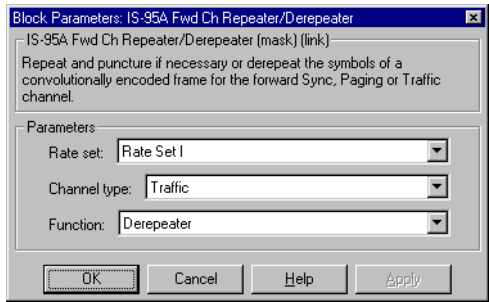 Block Parameters: IS-95A Fwd Ch Repeater/Derepeater
IS-95A Fwd Ch Repeater/Derepeater (mask) (link)
Repeat and puncture if necessary or derepeat the symbols of a
convolutionally encoded frame for the forward Sync, Paging or Traffic
channel.
Parameters
Rate set: Rate Set I
Channel type: Traffic
Function: Derepeater
OK Cancel Help Apply